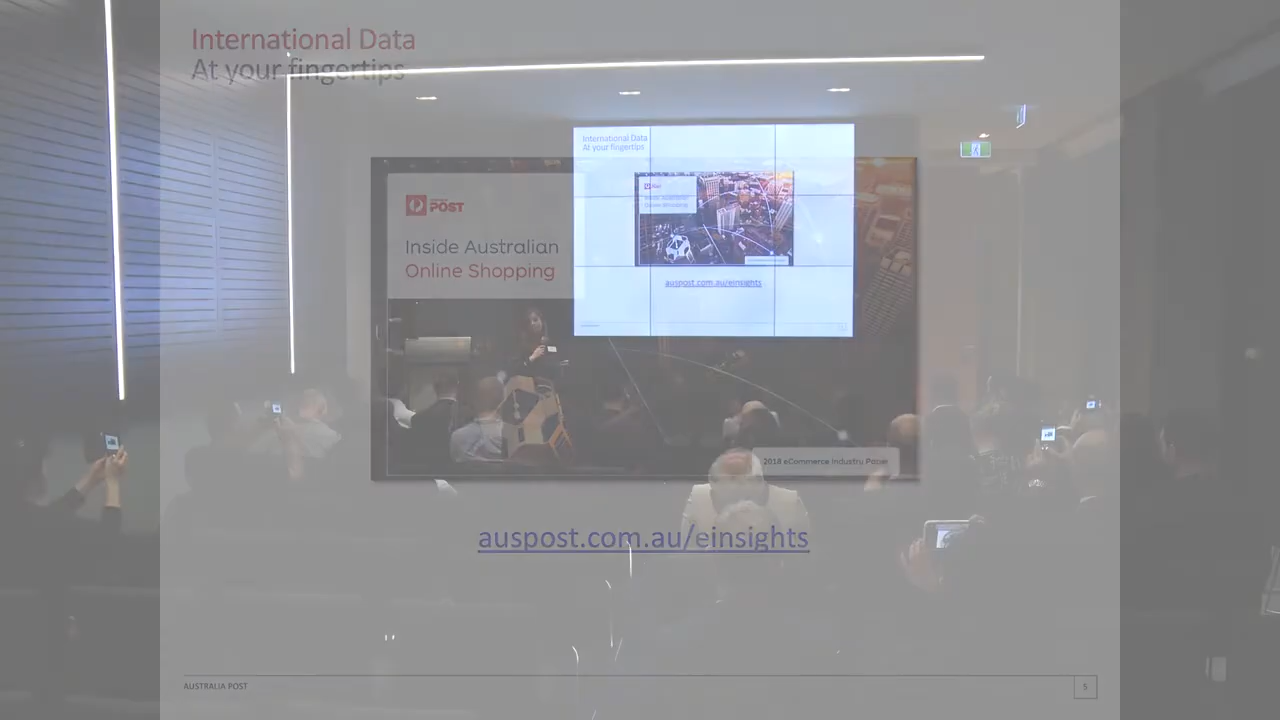 International Data
At your fingertips
International Data
At your fingertips
POST
Inside Australian
Online Shopping
auspost.com.au/einsights
2018 eCommerce Industry Paper
auspost.com.au/einsights
AUSTRALIA POST
5